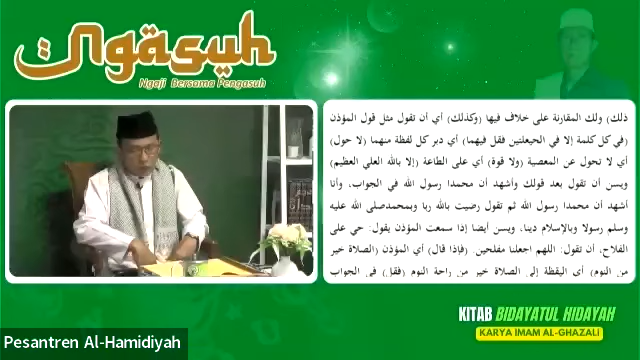 Ngasuh
Ngaji Bersama Pengasuh
ذلك) ولك المقارنة على خلاف فيها (وكذلك) أي أن تقول مثل قول المؤذن
(في كل كلمة إلا في الحيعلتين فقل فيهما) أي دبر كل لفظة منهما (لا حول)
أي لا تحول عن المعصية (ولا قوة) أي على الطاعة (إلا بالله العلي العظيم)
ويسن أن تقول بعد قولك وأشهد أن محمدا رسول الله في الجواب، وأنا
أشهد أن محمدا رسول الله ثم تقول رضيت بالله ربا وبمحمدصلى الله عليه
وسلم رسولا وبالإسلام دينا، ويسن أيضا إذا سمعت المؤذن يقول: حي على
الفلاح، أن تقول: اللهم اجعلنا مفلحين. (فإذا قال) أي المؤذن (الصلاة خير
من النوم) أي اليقظة إلى الصلاة خير من راحة النوم (فقل) في الجواب
KITAB BIDAYATUL HIDAYAH
KARYA IMAM AL-GHAZALI
Pesantren Al-Hamidiyah